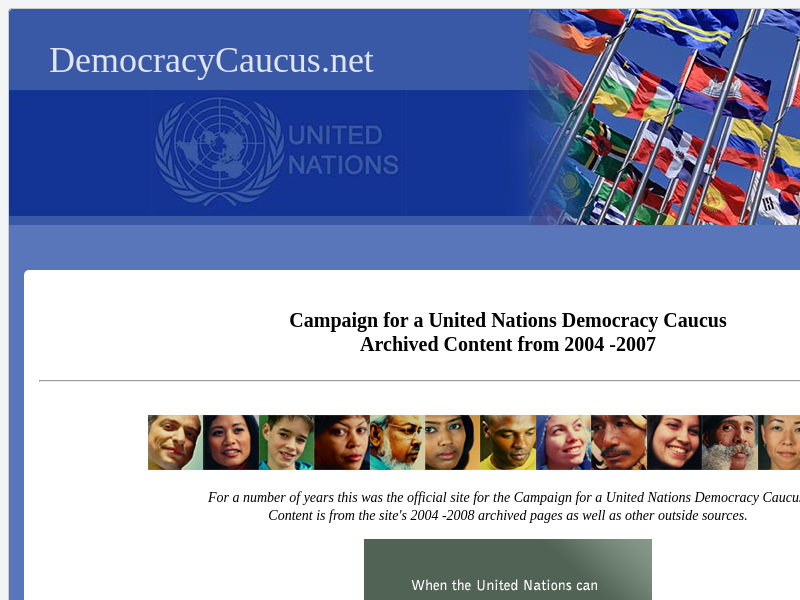 DemocracyCaucus.net
UNITED
NATIONS
Campaign for a United Nations Democracy Caucus
Archived Content from 2004 -2007
For a number of years this was the official site for the Campaign for a United Nations Democracy Caucus
Content is from the site's 2004 -2008 archived pages as well as other outside sources.
When the United Nations can